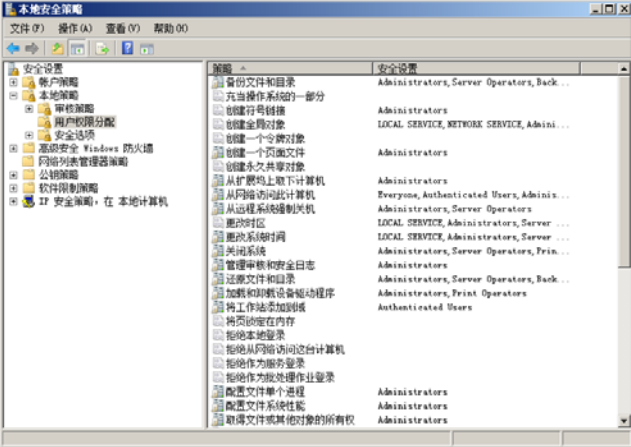 本地安全策略
文件(F) 操作(A) 查看(V) 帮助(H)
安全设置
帐户策略
本地策略
审核策略
用户权限分配
安全选项
高级安全 Windows 防火墙
网络列表管理器策略
公钥策略
软件限制策略
IP 安全策略，在 本地计算机
策略 安全设置
备份文件和目录 Administrators, Server Operators, Back...
充当操作系统的一部分
创建符号链接 Administrators
创建全局对象 LOCAL SERVICE, NETWORK SERVICE, Admini...
创建一个令牌对象
创建一个页面文件 Administrators
创建永久共享对象
从扩展坞上取下计算机 Administrators
从网络访问此计算机 Everyone, Authenticated Users, Adminis...
从远程系统强制关机 Administrators, Server Operators
更改时区 LOCAL SERVICE, Administrators, Server ...
更改系统时间 LOCAL SERVICE, Administrators, Server ...
关闭系统 Administrators, Server Operators, Prin...
管理审核和安全日志 Administrators
还原文件和目录 Administrators, Server Operators, Back...
加载和卸载设备驱动程序 Administrators, Print Operators
将工作站添加到域 Authenticated Users
将页锁定在内存
拒绝本地登录
拒绝从网络访问这台计算机
拒绝作为服务登录
拒绝作为批处理作业登录
配置文件单个进程 Administrators
配置文件系统性能 Administrators
取得文件或其他对象的所有权 Administrators